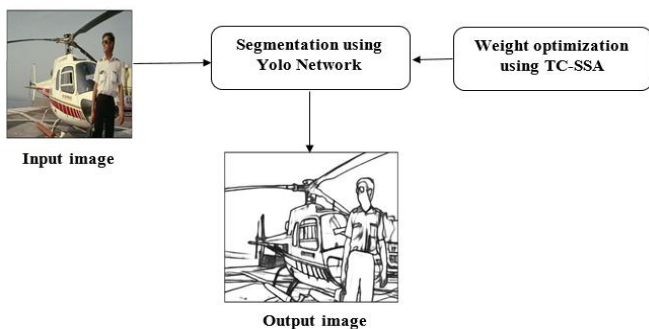 Segmentation using
Yolo Network
Weight optimization
using TC-SSA
Input image
Output image